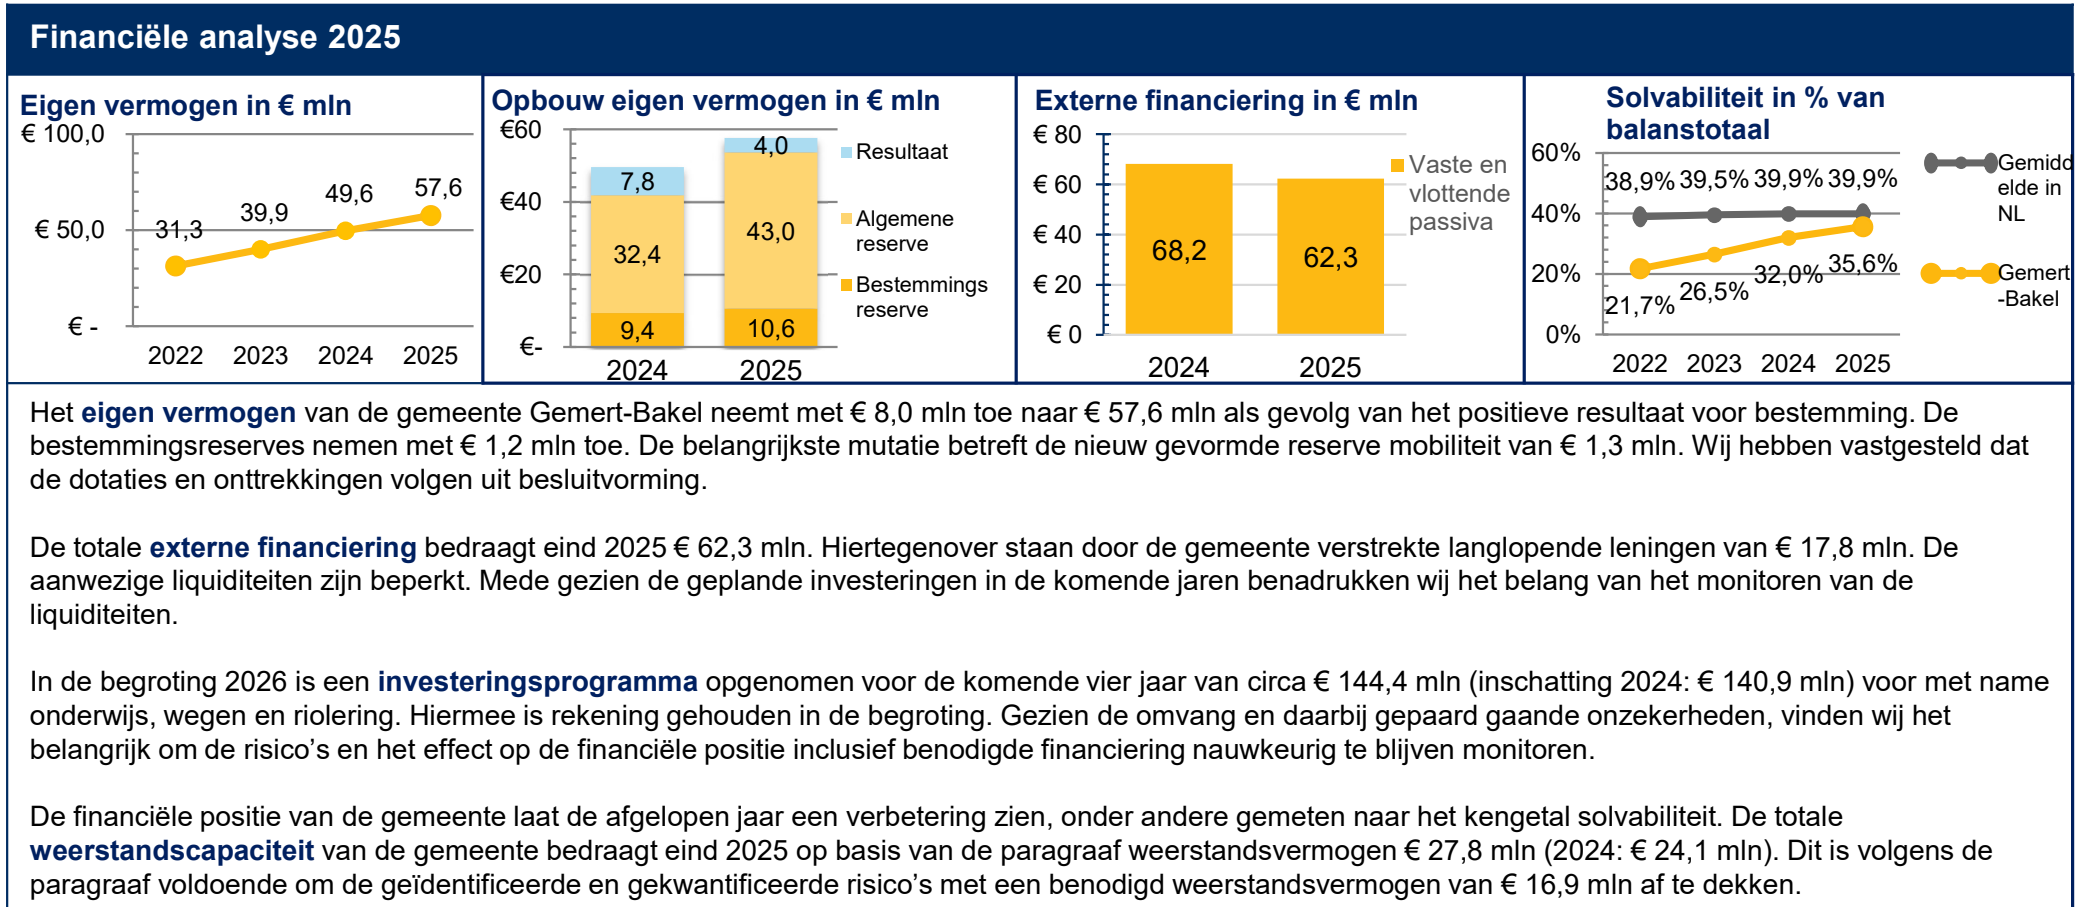 Financiële analyse 2025
Eigen vermogen in € mln
€ 100,0
€ 50,0
€ -
31,3
39,9
49,6
57,6
2022 2023 2024 2025
Opbouw eigen vermogen in € mln
€60
€40
€20
€-
7,8
32,4
9,4
4,0
43,0
10,6
2024 2025
Resultaat
Algemene
reserve
Bestemmings
reserve
Externe financiering in € mln
€ 80
€ 60
€ 40
€ 20
€ 0
68,2
62,3
2024 2025
Vaste en
vlottende
passiva
Solvabiliteit in % van
balanstotaal
60%
40%
20%
0%
38,9% 39,5% 39,9% 39,9%
21,7% 26,5% 32,0% 35,6%
2022 2023 2024 2025
Gemidd
elde in
NL
Gemert
-Bakel
Het eigen vermogen van de gemeente Gemert-Bakel neemt met € 8,0 mln toe naar € 57,6 mln als gevolg van het positieve resultaat voor bestemming. De
bestemmingsreserves nemen met € 1,2 mln toe. De belangrijkste mutatie betreft de nieuw gevormde reserve mobiliteit van € 1,3 mln. Wij hebben vastgesteld dat
de dotaties en onttrekkingen volgen uit besluitvorming.
De totale externe financiering bedraagt eind 2025 € 62,3 mln. Hiertegenover staan door de gemeente verstrekte langlopende leningen van € 17,8 mln. De
aanwezige liquiditeiten zijn beperkt. Mede gezien de geplande investeringen in de komende jaren benadrukken wij het belang van het monitoren van de
liquiditeiten.
In de begroting 2026 is een investeringsprogramma opgenomen voor de komende vier jaar van circa € 144,4 mln (inschatting 2024: € 140,9 mln) voor met name
onderwijs, wegen en riolering. Hiermee is rekening gehouden in de begroting. Gezien de omvang en daarbij gepaard gaande onzekerheden, vinden wij het
belangrijk om de risico’s en het effect op de financiële positie inclusief benodigde financiering nauwkeurig te blijven monitoren.
De financiële positie van de gemeente laat de afgelopen jaar een verbetering zien, onder andere gemeten naar het kengetal solvabiliteit. De totale
weerstandscapaciteit van de gemeente bedraagt eind 2025 op basis van de paragraaf weerstandsvermogen € 27,8 mln (2024: € 24,1 mln). Dit is volgens de
paragraaf voldoende om de geïdentificeerde en gekwantificeerde risico’s met een benodigd weerstandsvermogen van € 16,9 mln af te dekken.